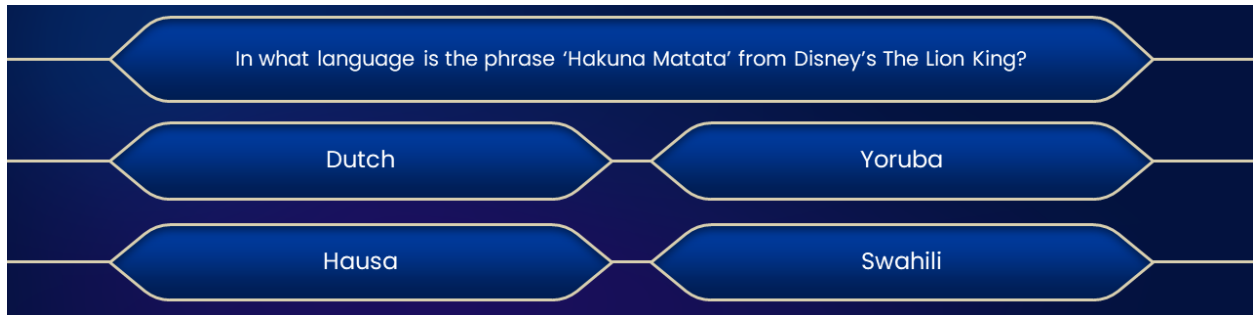 In what language is the phrase ‘Hakuna Matata’ from Disney’s The Lion King?
Dutch
Yoruba
Hausa
Swahili